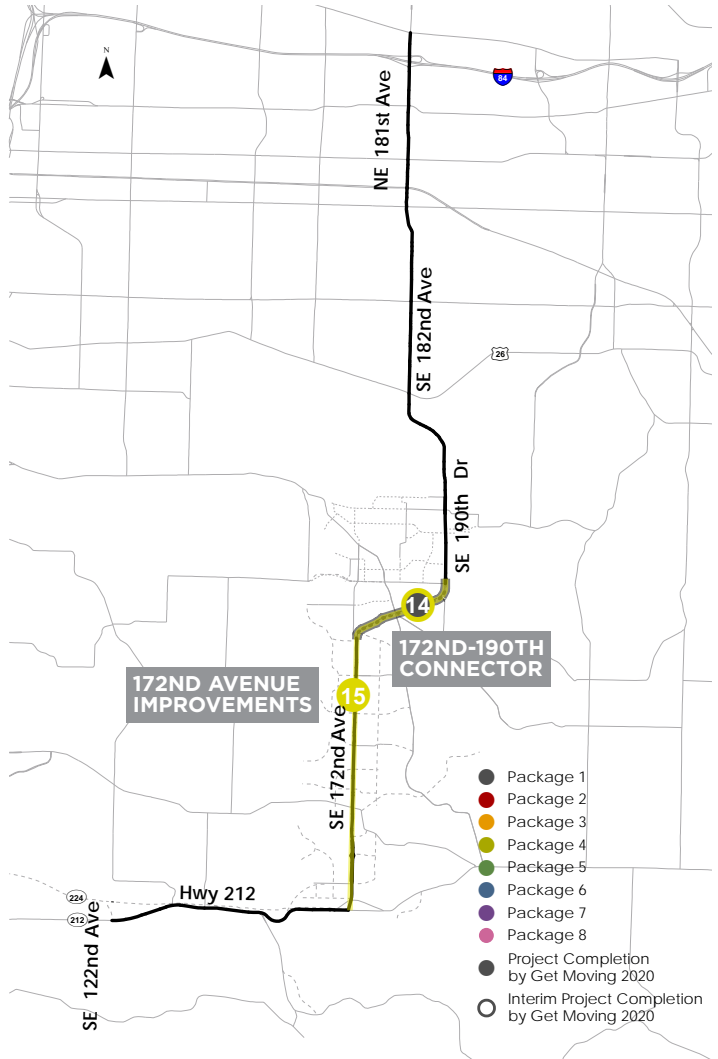 N
84
NE 181st Ave
SE 182nd Ave
26
SE 190th Dr
14
172ND-190TH
CONNECTOR
172ND AVENUE
IMPROVEMENTS
15
SE 172nd Ave
Package 1
Package 2
Package 3
Package 4
Package 5
Package 6
Package 7
Package 8
Project Completion
by Get Moving 2020
Interim Project Completion
by Get Moving 2020
224
Hwy 212
212
SE 122nd Ave